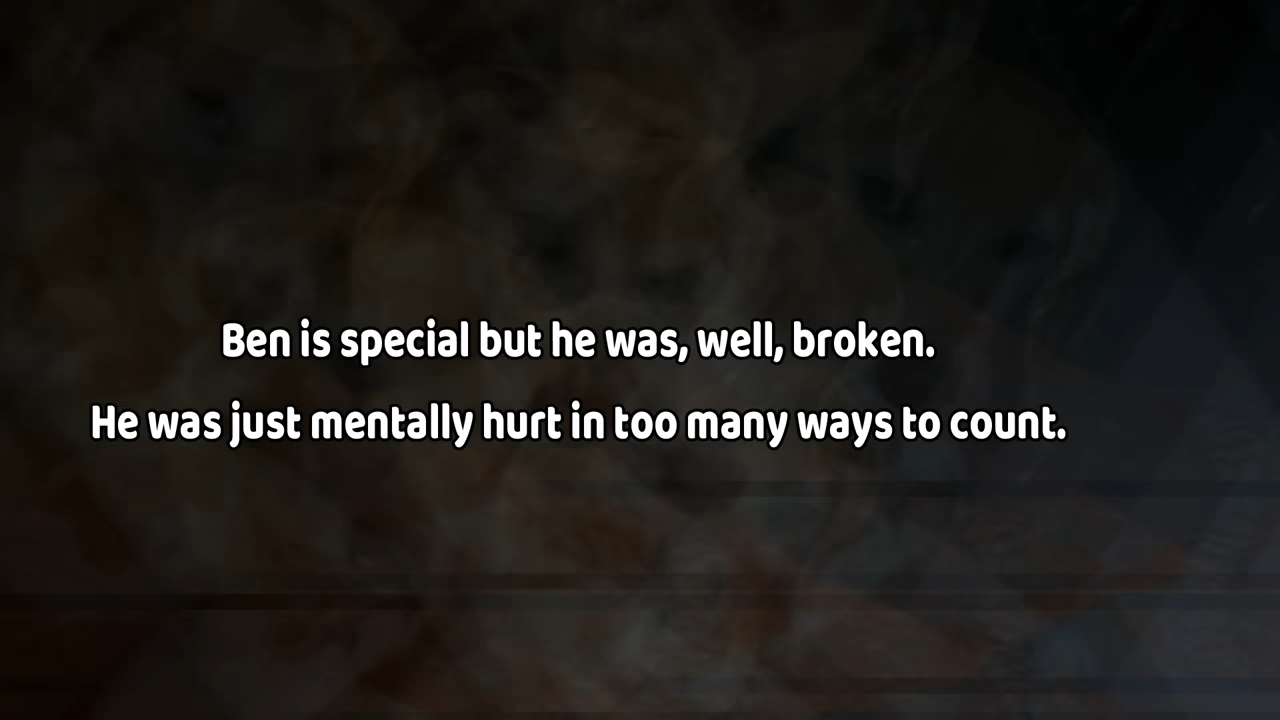 Ben is special but he was, well, broken.
He was just mentally hurt in too many ways to count.